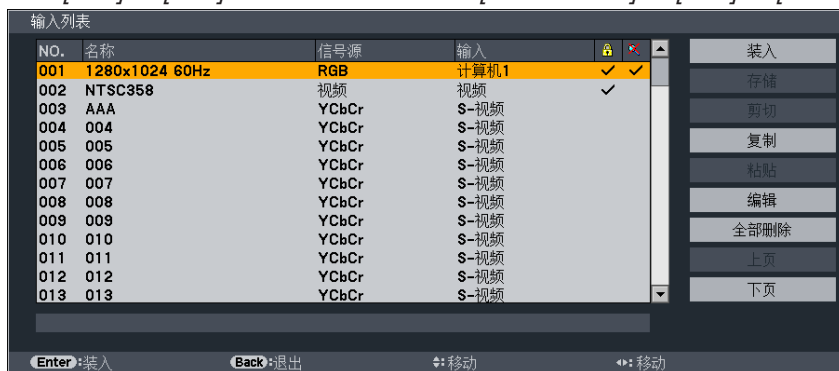 输入列表
NO. 名称 信号源 输入
001 1280x1024 60Hz RGB 计算机1
002 NTSC358 视频 视频
003 AAA YCbCr S-视频
004 004 YCbCr S-视频
005 005 YCbCr S-视频
006 006 YCbCr S-视频
007 007 YCbCr S-视频
008 008 YCbCr S-视频
009 009 YCbCr S-视频
010 010 YCbCr S-视频
011 011 YCbCr S-视频
012 012 YCbCr S-视频
013 013 YCbCr S-视频
装入
存储
剪切
复制
粘贴
编辑
全部删除
上页
下页
Enter:装入 Back:退出 :移动 :移动